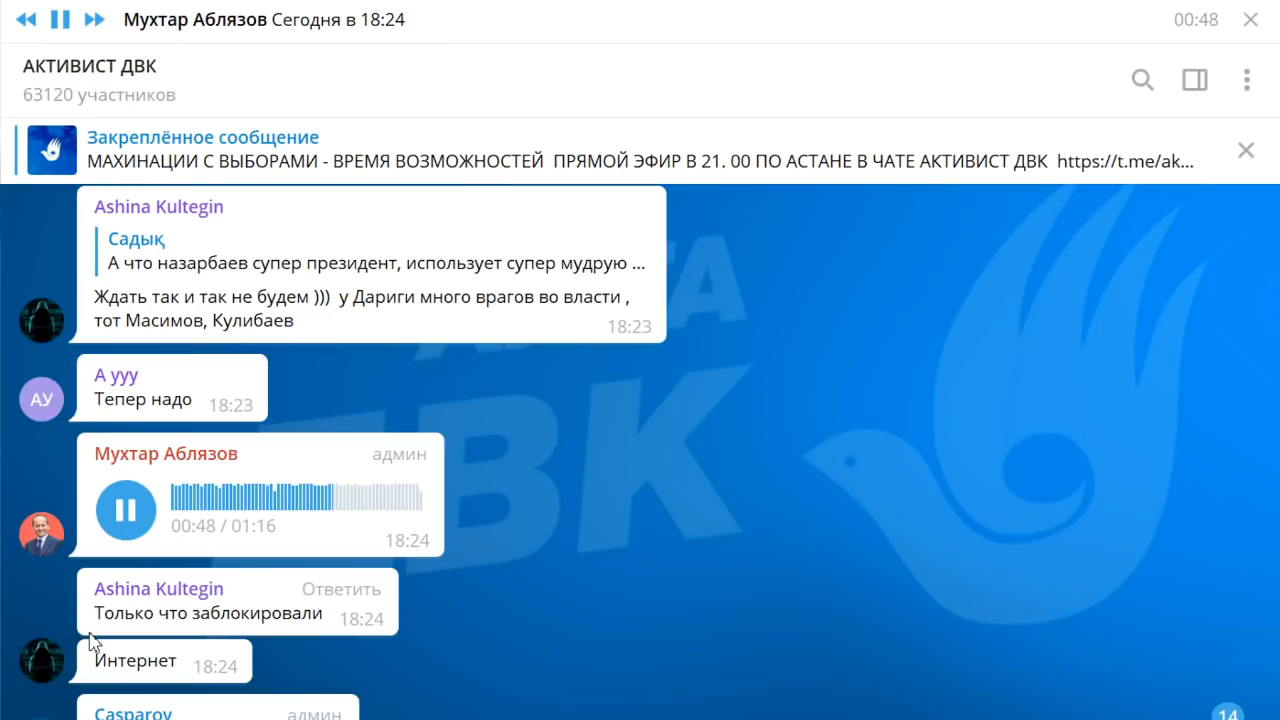 Мухтар Аблязов Сегодня в 18:24
00:48
АКТИВИСТ ДВК
63120 участников
Закреплённое сообщение
МАХИНАЦИИ С ВЫБОРАМИ - ВРЕМЯ ВОЗМОЖНОСТЕЙ ПРЯМОЙ ЭФИР В 21. 00 ПО АСТАНЕ В ЧАТЕ АКТИВИСТ ДВК https://t.me/ak...
Ashina Kultegin
Садық
А что назарбаев супер президент, использует супер мудрую ...
Ждать так и так не будем ))) у Дариги много врагов во власти ,
тот Масимов, Кулибаев
18:23
АУ
А ууу
Тепер надо 18:23
Мухтар Аблязов админ
00:48 / 01:16
18:24
Ashina Kultegin Ответить
Только что заблокировали 18:24
Интернет 18:24
Casparov админ
14
ДВК